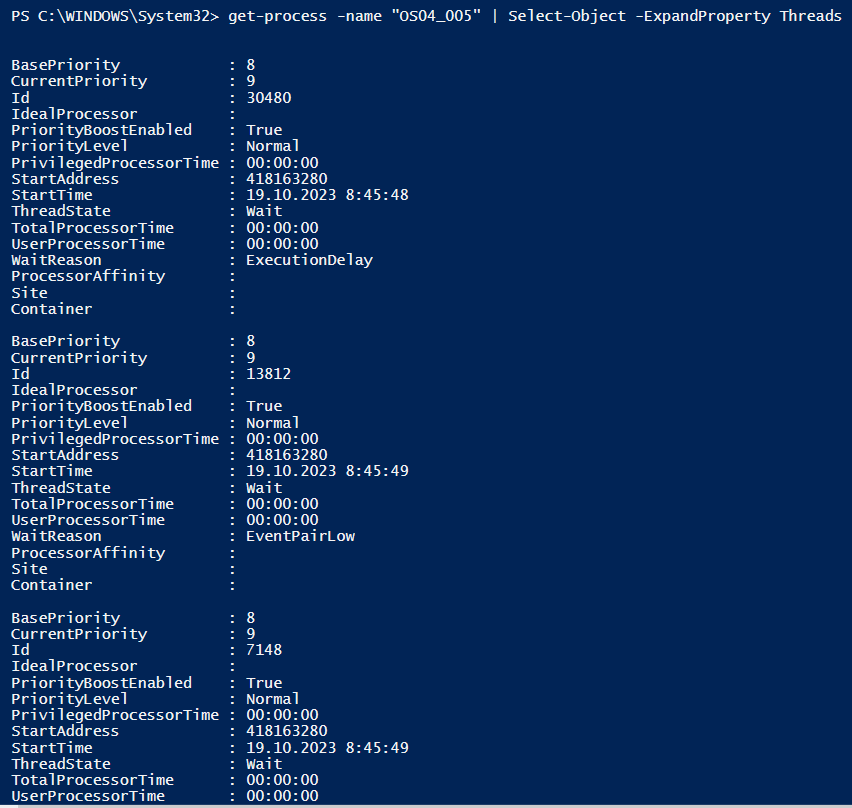 PS C:\WINDOWS\System32> get-process -name "OS04_005" | Select-Object -ExpandProperty Threads
BasePriority : 8
CurrentPriority : 9
Id : 30480
IdealProcessor :
PriorityBoostEnabled : True
PriorityLevel : Normal
PrivilegedProcessorTime : 00:00:00
StartAddress : 418163280
StartTime : 19.10.2023 8:45:48
ThreadState : Wait
TotalProcessorTime : 00:00:00
UserProcessorTime : 00:00:00
WaitReason : ExecutionDelay
ProcessorAffinity :
Site :
Container :
BasePriority : 8
CurrentPriority : 9
Id : 13812
IdealProcessor :
PriorityBoostEnabled : True
PriorityLevel : Normal
PrivilegedProcessorTime : 00:00:00
StartAddress : 418163280
StartTime : 19.10.2023 8:45:49
ThreadState : Wait
TotalProcessorTime : 00:00:00
UserProcessorTime : 00:00:00
WaitReason : EventPairLow
ProcessorAffinity :
Site :
Container :
BasePriority : 8
CurrentPriority : 9
Id : 7148
IdealProcessor :
PriorityBoostEnabled : True
PriorityLevel : Normal
PrivilegedProcessorTime : 00:00:00
StartAddress : 418163280
StartTime : 19.10.2023 8:45:49
ThreadState : Wait
TotalProcessorTime : 00:00:00
UserProcessorTime : 00:00:00